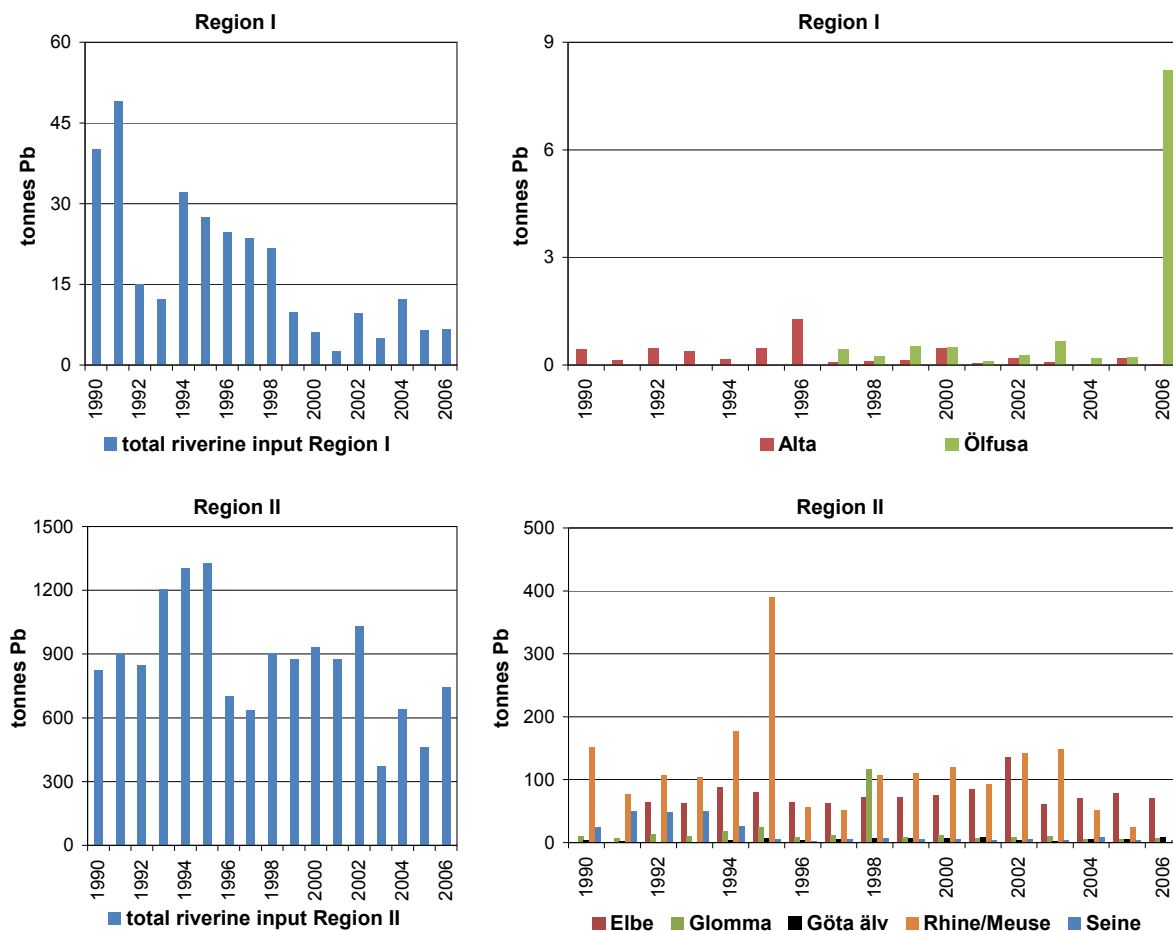 Region I
tonnes Pb
60
45
30
15
0
1990 1992 1994 1996 1998 2000 2002 2004 2006
total riverine input Region I
Region I
tonnes Pb
9
6
3
0
1990 1992 1994 1996 1998 2000 2002 2004 2006
Alta Ölfusa
Region II
tonnes Pb
1500
1200
900
600
300
0
1990 1992 1994 1996 1998 2000 2002 2004 2006
total riverine input Region II
Region II
tonnes Pb
500
400
300
200
100
0
1990 1992 1994 1996 1998 2000 2002 2004 2006
Elbe Glomma Göta älv Rhine/Meuse Seine